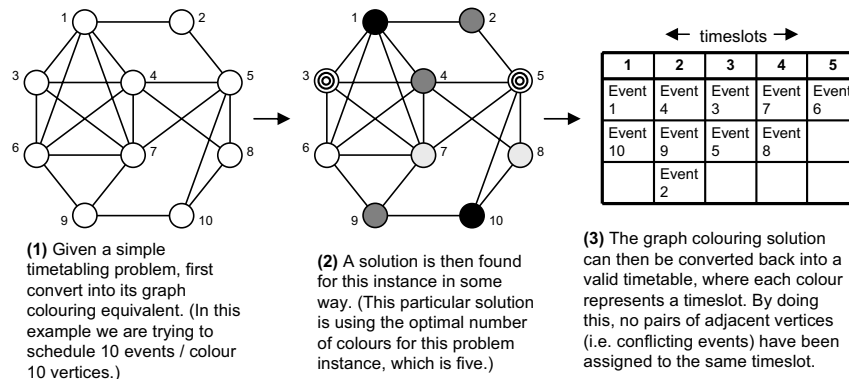 1
2
3
4
5
6
7
8
9
10
1
2
3
4
5
6
7
8
9
10
timeslots
1 2 3 4 5
Event 1 Event 4 Event 3 Event 7 Event 6
Event 10 Event 9 Event 5 Event 8
Event 2
(1) Given a simple
timetabling problem, first
convert into its graph
colouring equivalent. (In this
example we are trying to
schedule 10 events / colour
10 vertices.)
(2) A solution is then found
for this instance in some
way. (This particular solution
is using the optimal number
of colours for this problem
instance, which is five.)
(3) The graph colouring solution
can then be converted back into a
valid timetable, where each colour
represents a timeslot. By doing
this, no pairs of adjacent vertices
(i.e. conflicting events) have been
assigned to the same timeslot.